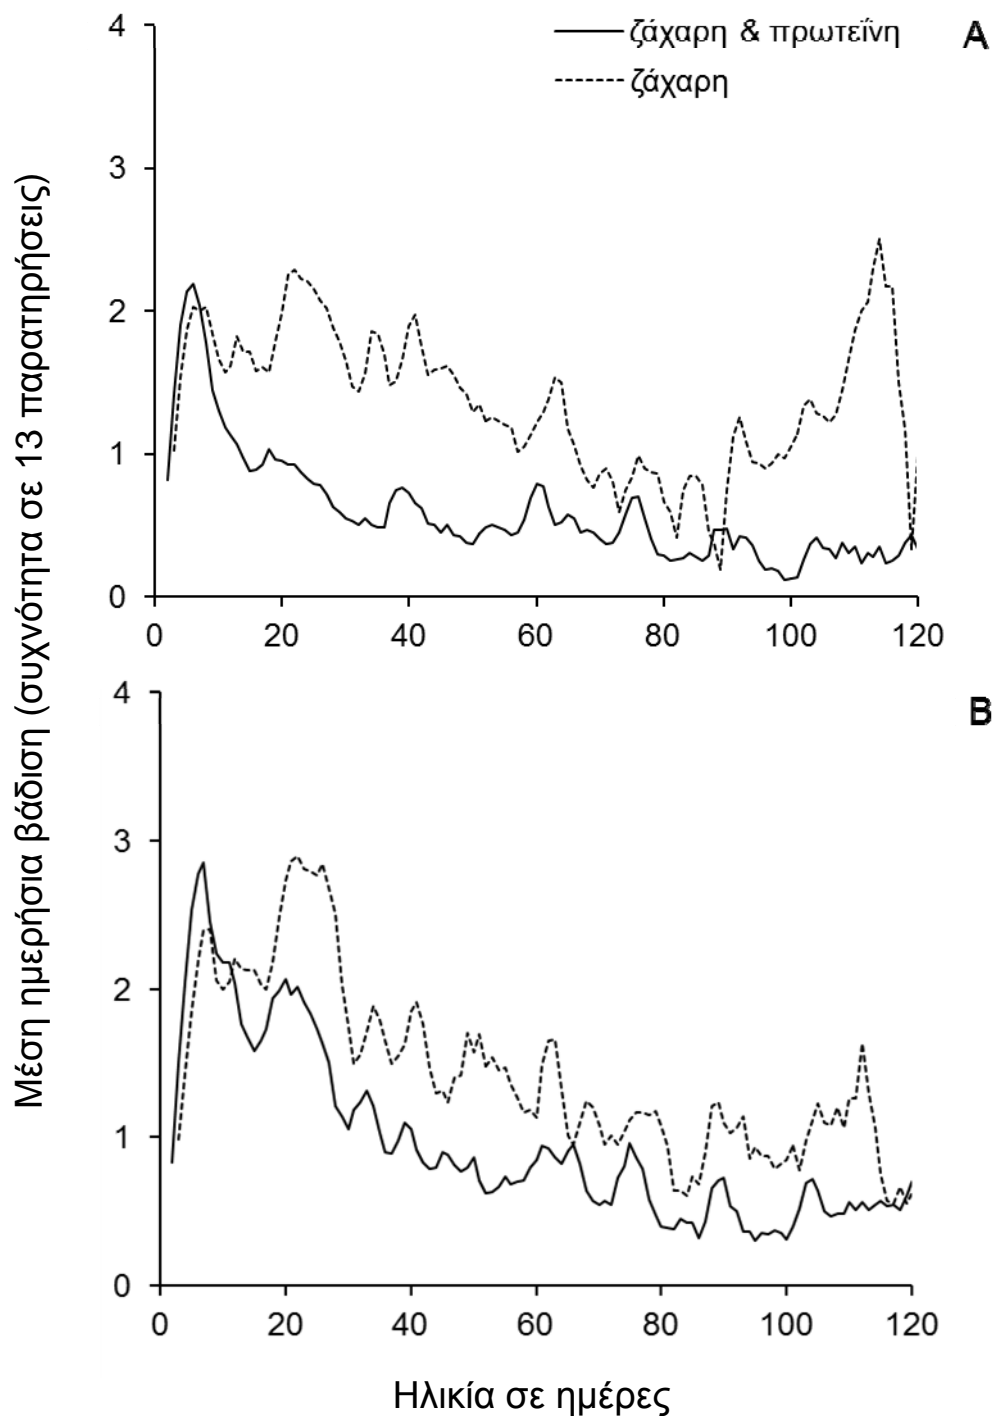 Μέση ημερήσια βάδιση (συχνότητα σε 13 παρατηρήσεις)
ζάχαρη & πρωτεΐνη
ζάχαρη
A
4
3
2
1
0
0 20 40 60 80 100 120
B
4
3
2
1
0
0 20 40 60 80 100 120
Ηλικία σε ημέρες